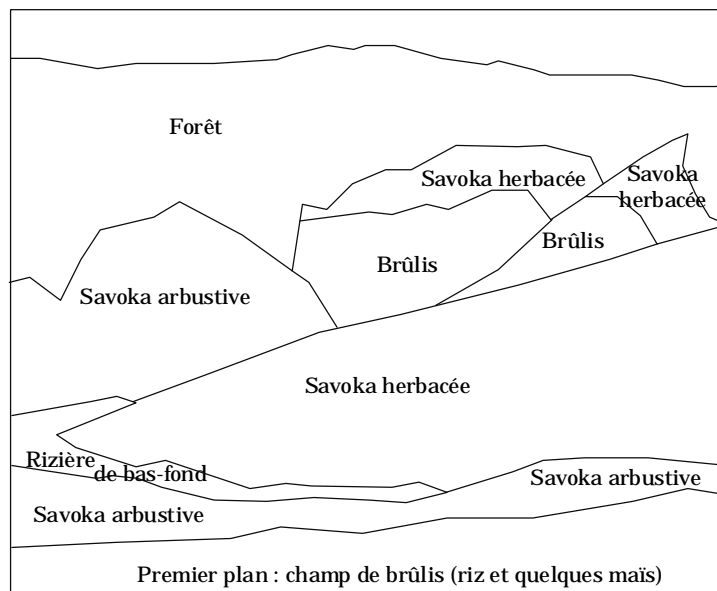 Forêt
Savoka herbacée
Savoka
herbacée
Brûlis
Brûlis
Savoka arbustive
Savoka herbacée
Rizière
de bas-fond
Savoka arbustive
Savoka arbustive
Premier plan : champ de brûlis (riz et quelques maïs)